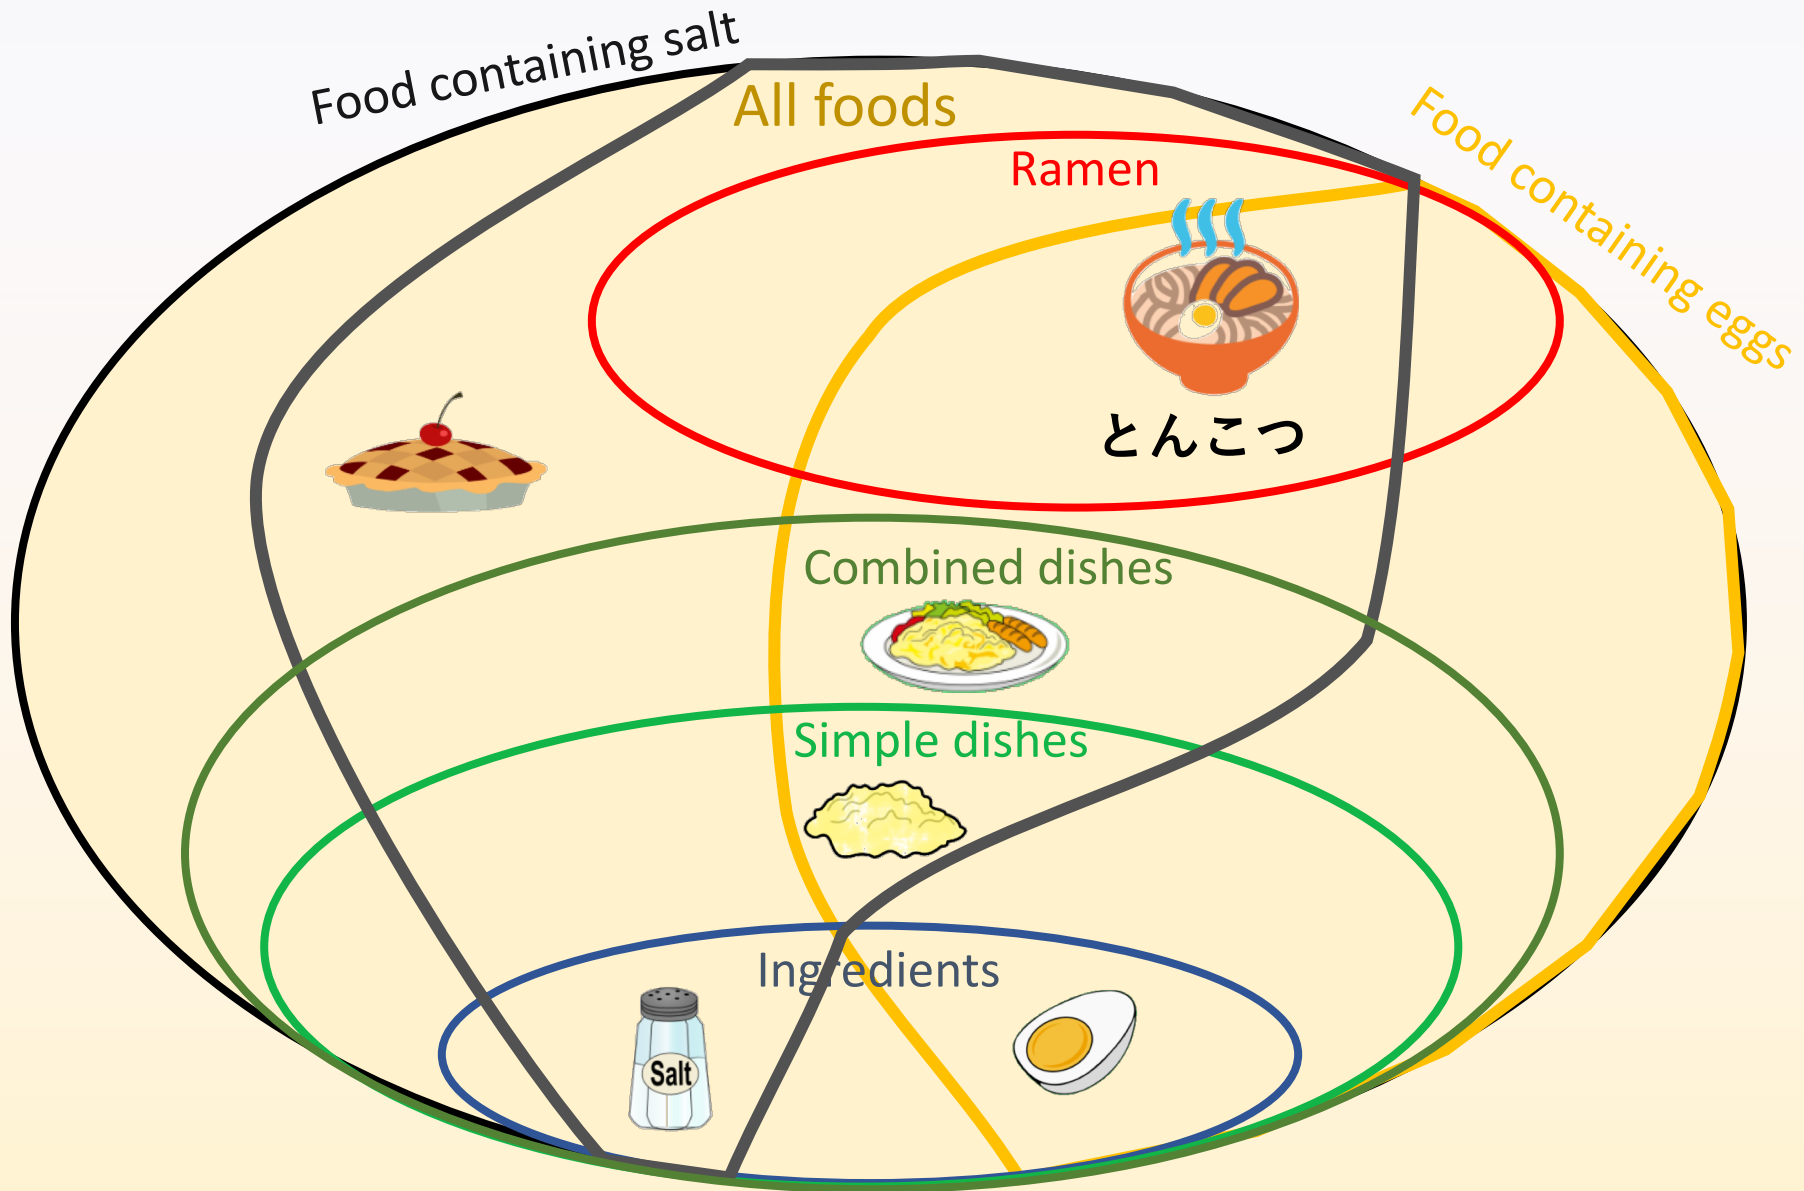 Food containing salt
All foods
Food containing eggs
Ramen
とんこつ
Combined dishes
Simple dishes
Ingredients
Salt